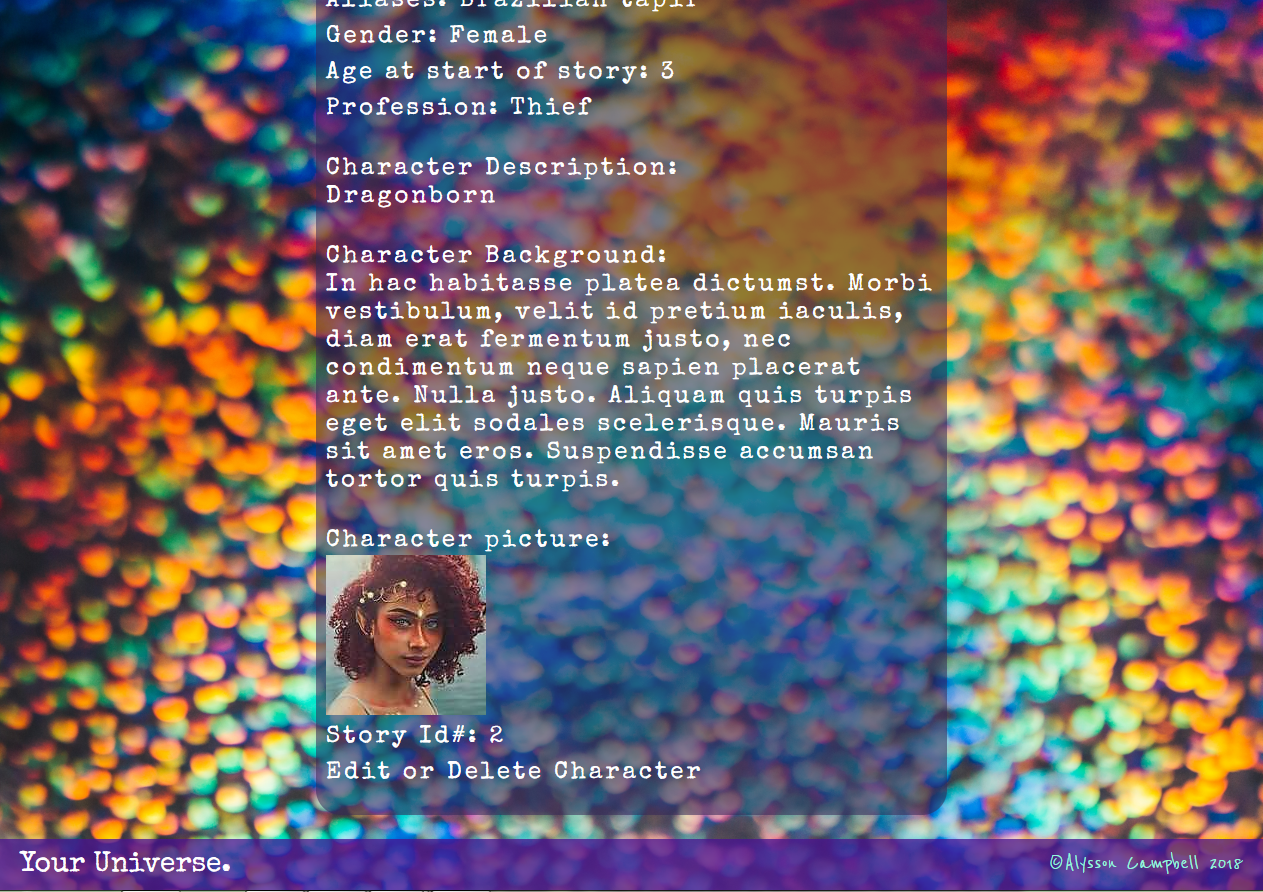 Aliases: Brazilian tapir
Gender: Female
Age at start of story: 3
Profession: Thief
Character Description:
Dragonborn
Character Background:
In hac habitasse platea dictumst. Morbi
vestibulum, velit id pretium iaculis,
diam erat fermentum justo, nec
condimentum neque sapien placerat
ante. Nulla justo. Aliquam quis turpis
eget elit sodales scelerisque. Mauris
sit amet eros. Suspendisse accumsan
tortor quis turpis.
Character picture:
Story Id#: 2
Edit or Delete Character
Your Universe.
©Alysson Campbell 2018